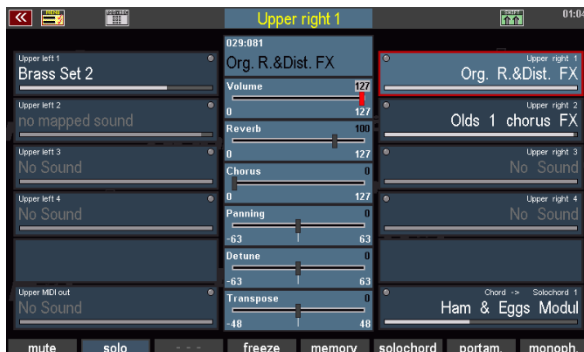 Upper right 1
01:04
Upper left 1
Brass Set 2
Upper left 2
no mapped sound
Upper left 3
No Sound
Upper left 4
No Sound
Upper MIDI out
No Sound
029:081
Org. R.&Dist. FX
Volume 127
0 127
Reverb 100
0 127
Chorus 0
0 127
Panning 0
-63 63
Detune 0
-63 63
Transpose 0
-48 48
Upper right 1
Org. R.&Dist. FX
Upper right 2
Olds 1 chorus FX
Upper right 3
No Sound
Upper right 4
No Sound
Chord -> Solochord 1
Ham & Eggs Modul
mute solo - - - freeze memory solochord portam. monoph.